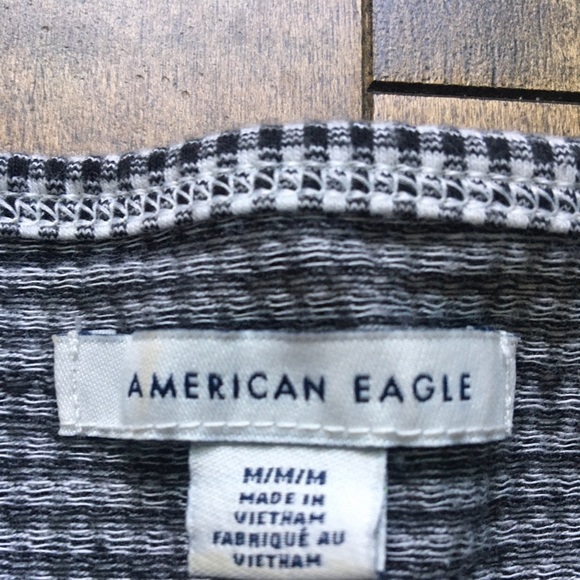 AMERICAN EAGLE
M/M/M
MADE IN
VIETNAM
FABRIQUÉ AU
VIETNAM